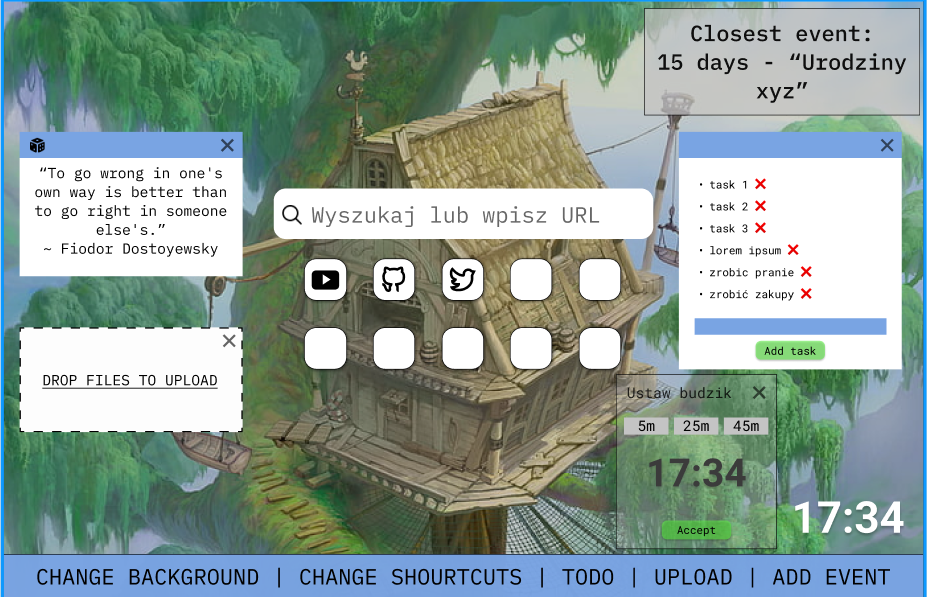 Closest event:
15 days - “Urodziny
xyz”
“To go wrong in one's
own way is better than
to go right in someone
else's.”
~ Fiodor Dostoyewsky
Wyszukaj lub wpisz URL
• task 1
• task 2
• task 3
• lorem ipsum
• zrobic pranie
• zrobić zakupy
Add task
DROP FILES TO UPLOAD
Ustaw budzik
5m 25m 45m
17:34
Accept
17:34
CHANGE BACKGROUND | CHANGE SHOURTCUTS | TODO | UPLOAD | ADD EVENT